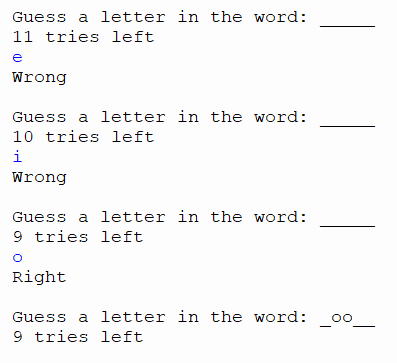 Guess a letter in the word: _____
11 tries left
e
Wrong
Guess a letter in the word: _____
10 tries left
i
Wrong
Guess a letter in the word: _____
9 tries left
o
Right
Guess a letter in the word: _oo__
9 tries left